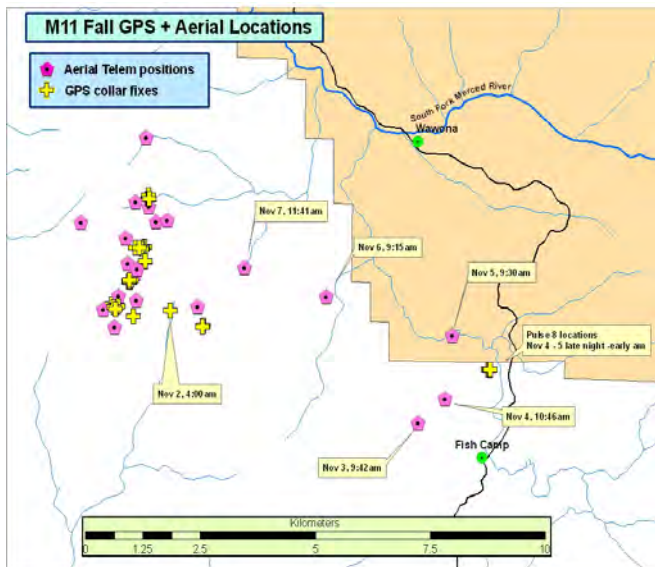 M11 Fall GPS + Aerial Locations
Aerial Telem positions
GPS collar fixes
South Fork Merced River
Wawona
Nov 7, 11:41am
Nov 6, 9:15am
Nov 5, 9:30am
Pulse 8 locations
Nov 4 - 5 late night -early am
Nov 2, 4:00am
Nov 4, 10:46am
Nov 3, 9:42am
Fish Camp
Kilometers
0 1.25 2.5 5 7.5 10